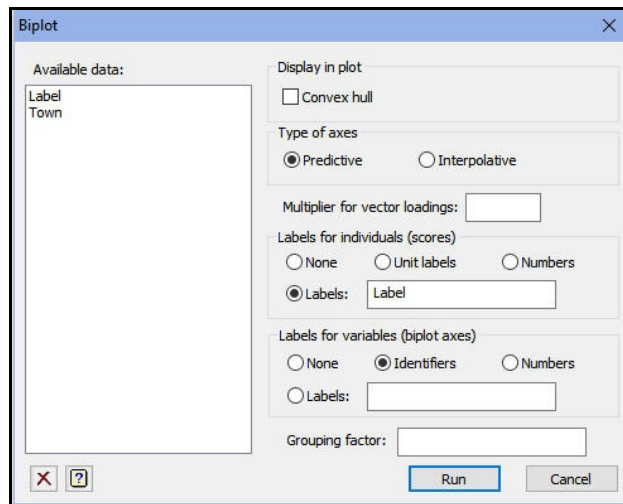 Biplot
Available data:
Label
Town
Display in plot
Convex hull
Type of axes
Predictive Interpolative
Multiplier for vector loadings:
Labels for individuals (scores)
None Unit labels Numbers
Labels: Label
Labels for variables (biplot axes)
None Identifiers Numbers
Labels:
Grouping factor:
Run Cancel